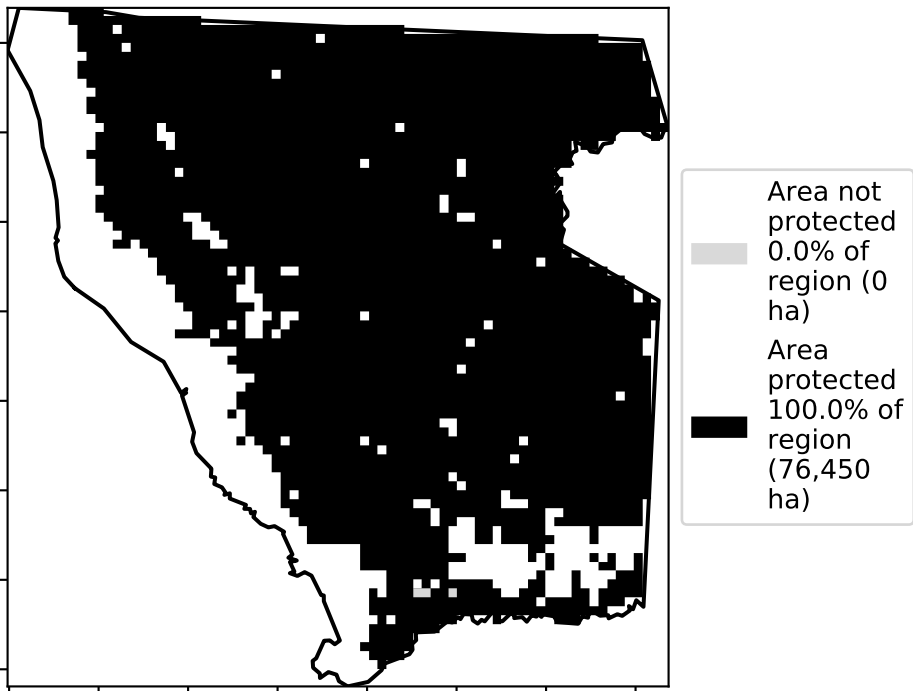 Area not
protected
0.0% of
region (0
ha)
Area
protected
100.0% of
region
(76,450
ha)